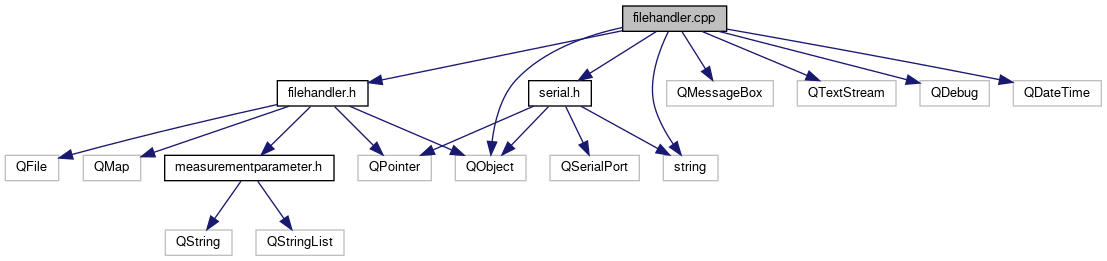 filehandler.cpp
filehandler.h
serial.h
QMessageBox
QTextStream
QDebug
QDateTime
QFile
QMap
measurementparameter.h
QPointer
QObject
QSerialPort
string
QString
QStringList